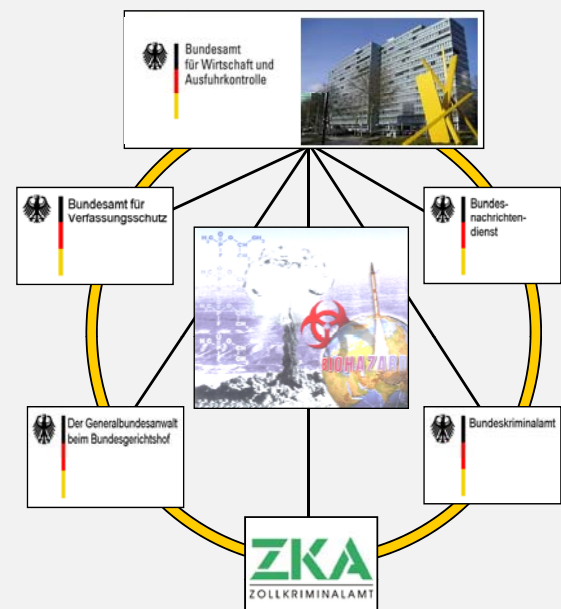 Bundesamt
für Wirtschaft und
Ausfuhrkontrolle
Bundesamt für
Verfassungsschutz
Bundes-
nachrichten-
dienst
BIOHAZARD
Der Generalbundesanwalt
beim Bundesgerichtshof
Bundeskriminalamt
ZKA
ZOLLKRIMINALAMT